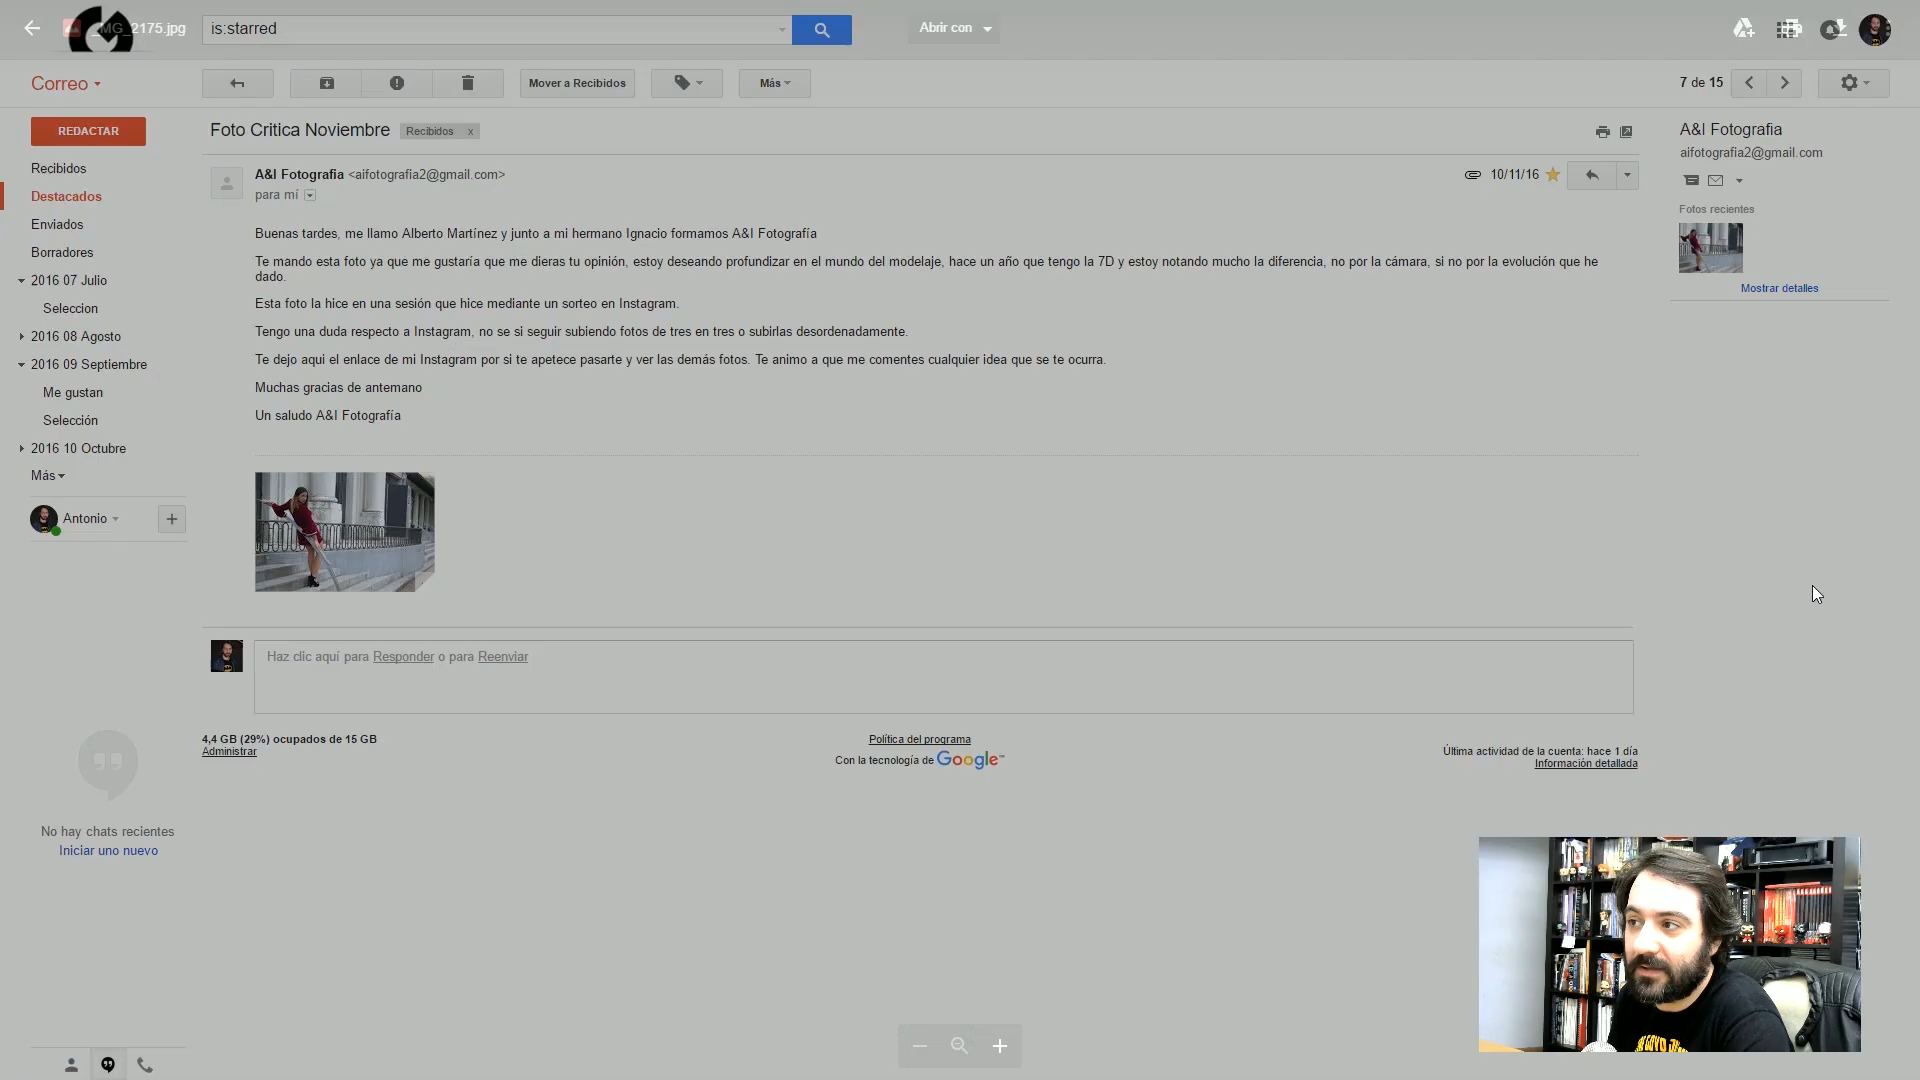 MG_2175.jpg
is:starred
Abrir con
Correo
Mover a Recibidos
Más
7 de 15
REDACTAR
Recibidos
Destacados
Enviados
Borradores
2016 07 Julio
Seleccion
2016 08 Agosto
2016 09 Septiembre
Me gustan
Selección
2016 10 Octubre
Más
Antonio
No hay chats recientes
Iniciar uno nuevo
Foto Critica Noviembre
Recibidos x
A&I Fotografia <aifotografia2@gmail.com>
10/11/16
para mí
Buenas tardes, me llamo Alberto Martínez y junto a mi hermano Ignacio formamos A&I Fotografía
Te mando esta foto ya que me gustaría que me dieras tu opinión, estoy deseando profundizar en el mundo del modelaje, hace un año que tengo la 7D y estoy notando mucho la diferencia, no por la cámara, si no por la evolución que he
dado.
Esta foto la hice en una sesión que hice mediante un sorteo en Instagram.
Tengo una duda respecto a Instagram, no se si seguir subiendo fotos de tres en tres o subirlas desordenadamente.
Te dejo aqui el enlace de mi Instagram por si te apetece pasarte y ver las demás fotos. Te animo a que me comentes cualquier idea que se te ocurra.
Muchas gracias de antemano
Un saludo A&I Fotografía
Haz clic aquí para Responder o para Reenviar
4,4 GB (29%) ocupados de 15 GB
Administrar
Política del programa
Con la tecnología de Google™
Última actividad de la cuenta: hace 1 día
Información detallada
A&I Fotografia
aifotografia2@gmail.com
Fotos recientes
Mostrar detalles